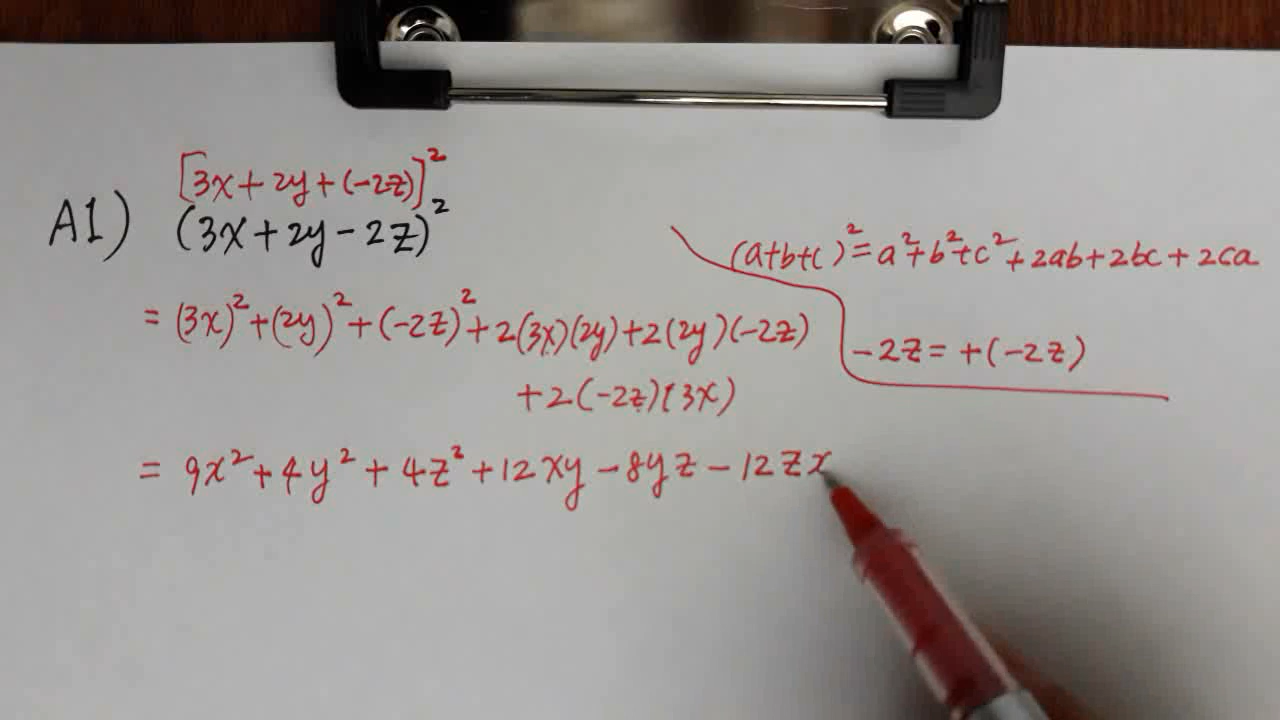 [3x+2y+(-2z)]²
A1) (3x+2y-2z)²
(a+b+c)²=a²+b²+c²+2ab+2bc+2ca
=(3x)²+(2y)²+(-2z)²+2(3x)(2y)+2(2y)(-2z)
-2z=+(-2z)
+2(-2z)(3x)
=9x²+4y²+4z²+12xy-8yz-12zx